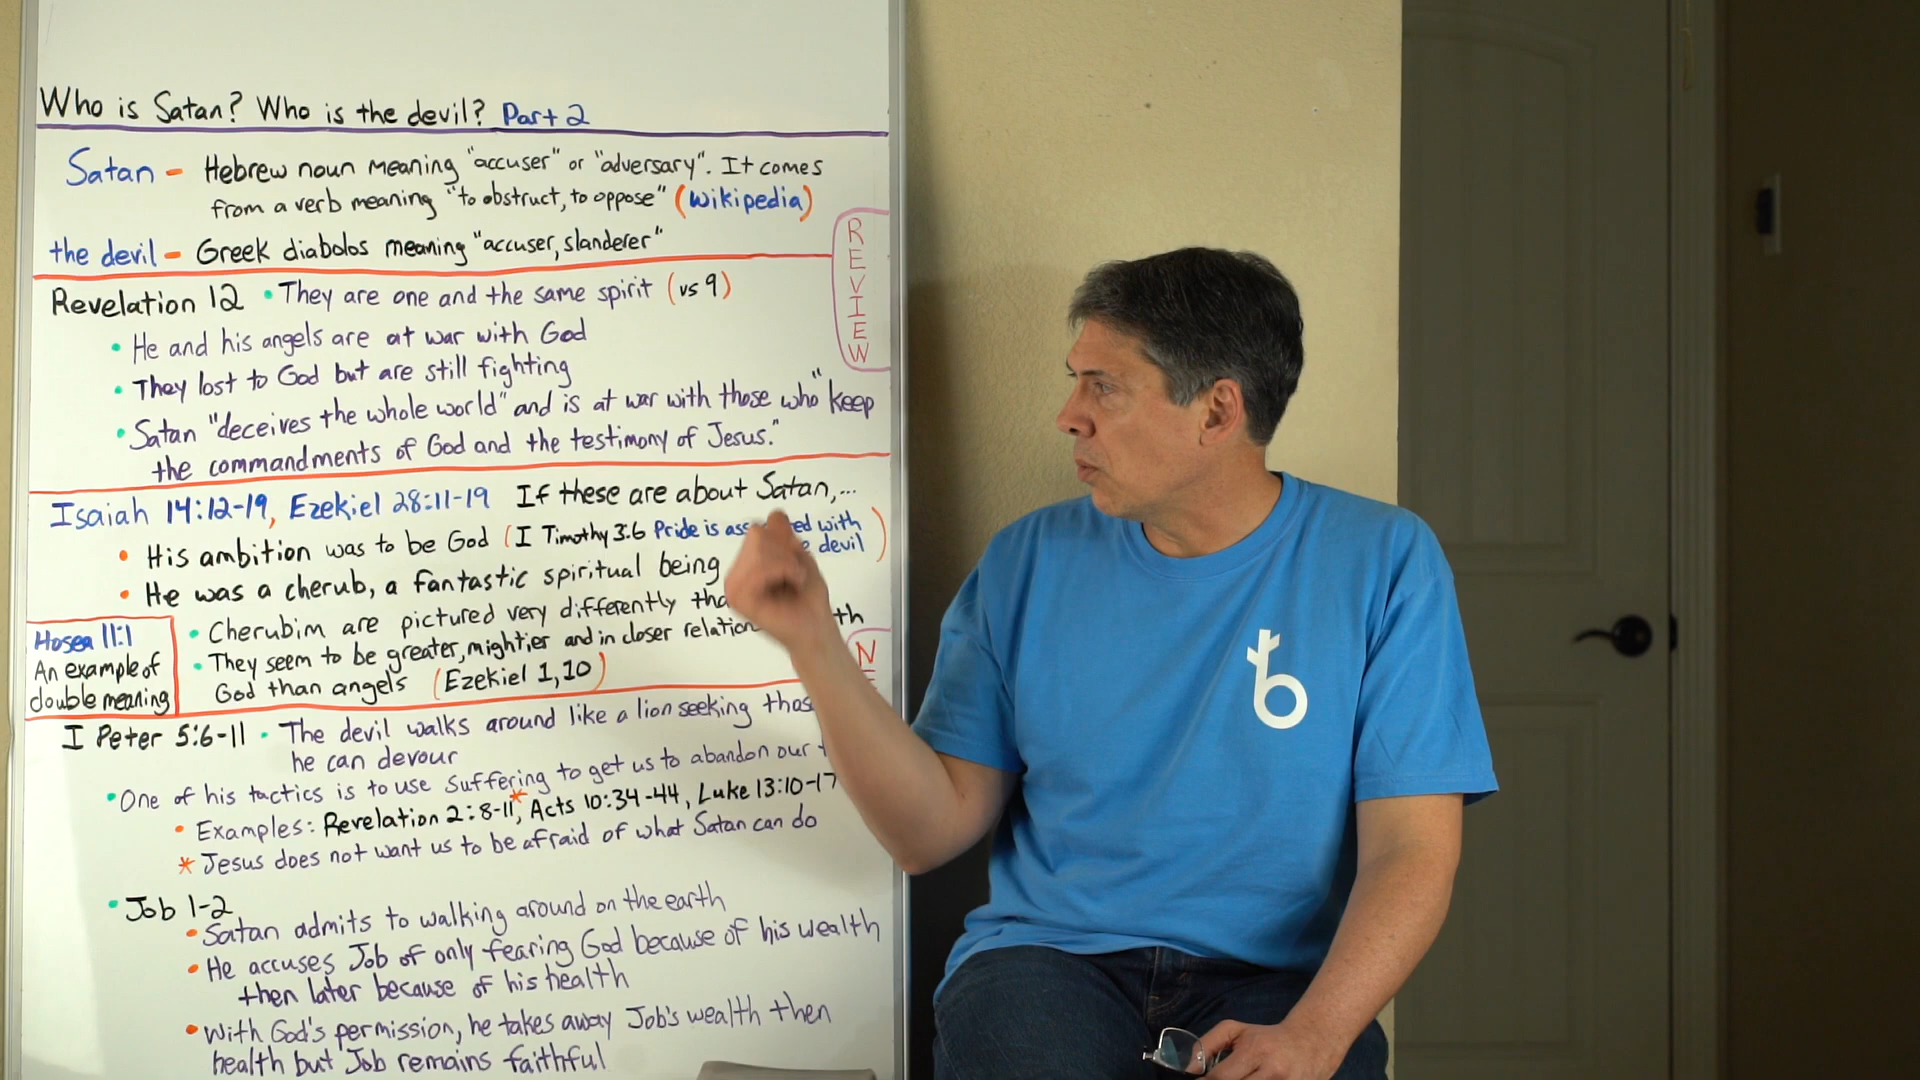 Who is Satan? Who is the devil? Part 2
Satan - Hebrew noun meaning "accuser" or "adversary". It comes
from a verb meaning "to obstruct, to oppose" (Wikipedia)
the devil - Greek diabolos meaning "accuser, slanderer"
REVIEW
Revelation 12 • They are one and the same spirit (vs 9)
• He and his angels are at war with God
• They lost to God but are still fighting
• Satan "deceives the whole world" and is at war with those who "keep
the commandments of God and the testimony of Jesus."
Isaiah 14:12-19, Ezekiel 28:11-19 If these are about Satan,...
• His ambition was to be God (I Timothy 3:6 Pride is with
devil)
• He was a cherub, a fantastic spiritual being
• Cherubim are pictured very differently
• They seem to be greater, mightier and in closer
God than angels (Ezekiel 1,10)
Hosea 11:1
An example of
double meaning
N
I Peter 5:6-11 • The devil walks around like a lion seeking
he can devour
• One of his tactics is to use suffering to get us to abandon our
• Examples: Revelation 2:8-11*, Acts 10:34-44, Luke 13:10-17
* Jesus does not want us to be afraid of what Satan can do
• Job 1-2
• Satan admits to walking around on the earth
• He accuses Job of only fearing God because of his wealth
then later because of his health
• With God's permission, he takes away Job's wealth then
health but Job remains faithful